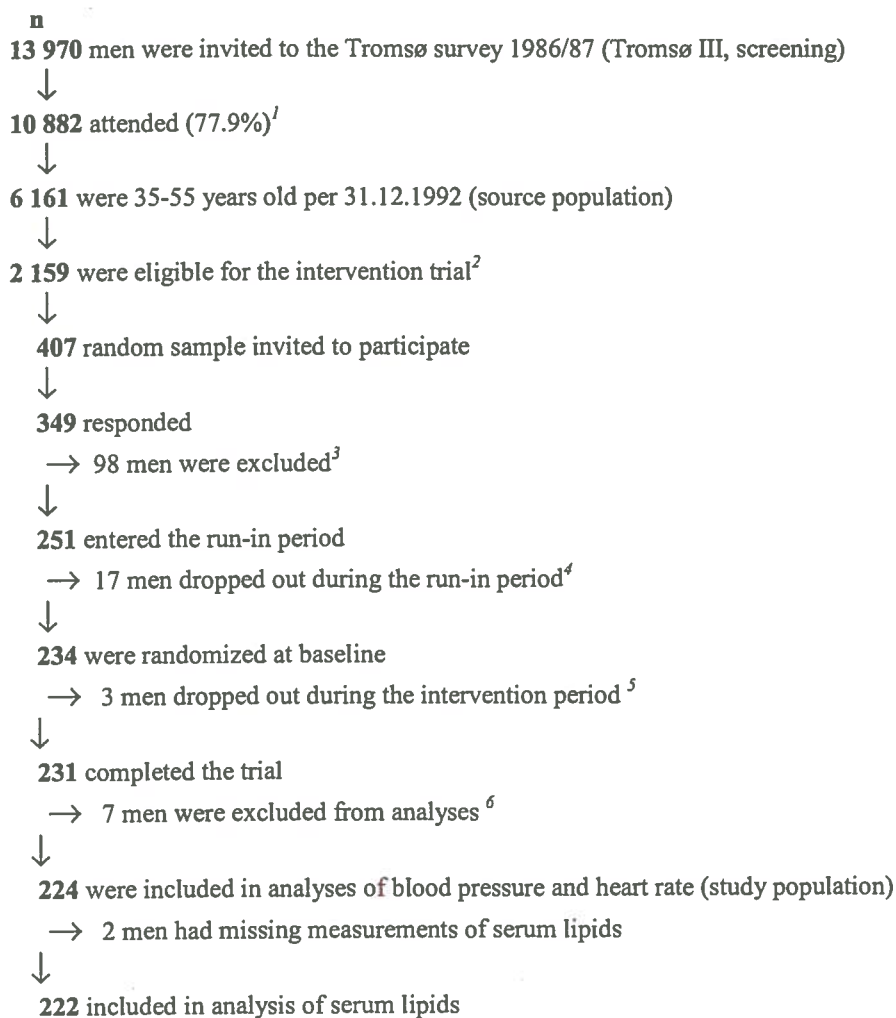 n
13 970 men were invited to the Tromsø survey 1986/87 (Tromsø III, screening)
↓
10 882 attended (77.9%)¹
↓
6 161 were 35-55 years old per 31.12.1992 (source population)
↓
2 159 were eligible for the intervention trial²
↓
407 random sample invited to participate
↓
349 responded
→ 98 men were excluded³
↓
251 entered the run-in period
→ 17 men dropped out during the run-in period⁴
↓
234 were randomized at baseline
→ 3 men dropped out during the intervention period ⁵
↓
231 completed the trial
→ 7 men were excluded from analyses ⁶
↓
224 were included in analyses of blood pressure and heart rate (study population)
→ 2 men had missing measurements of serum lipids
↓
222 included in analysis of serum lipids